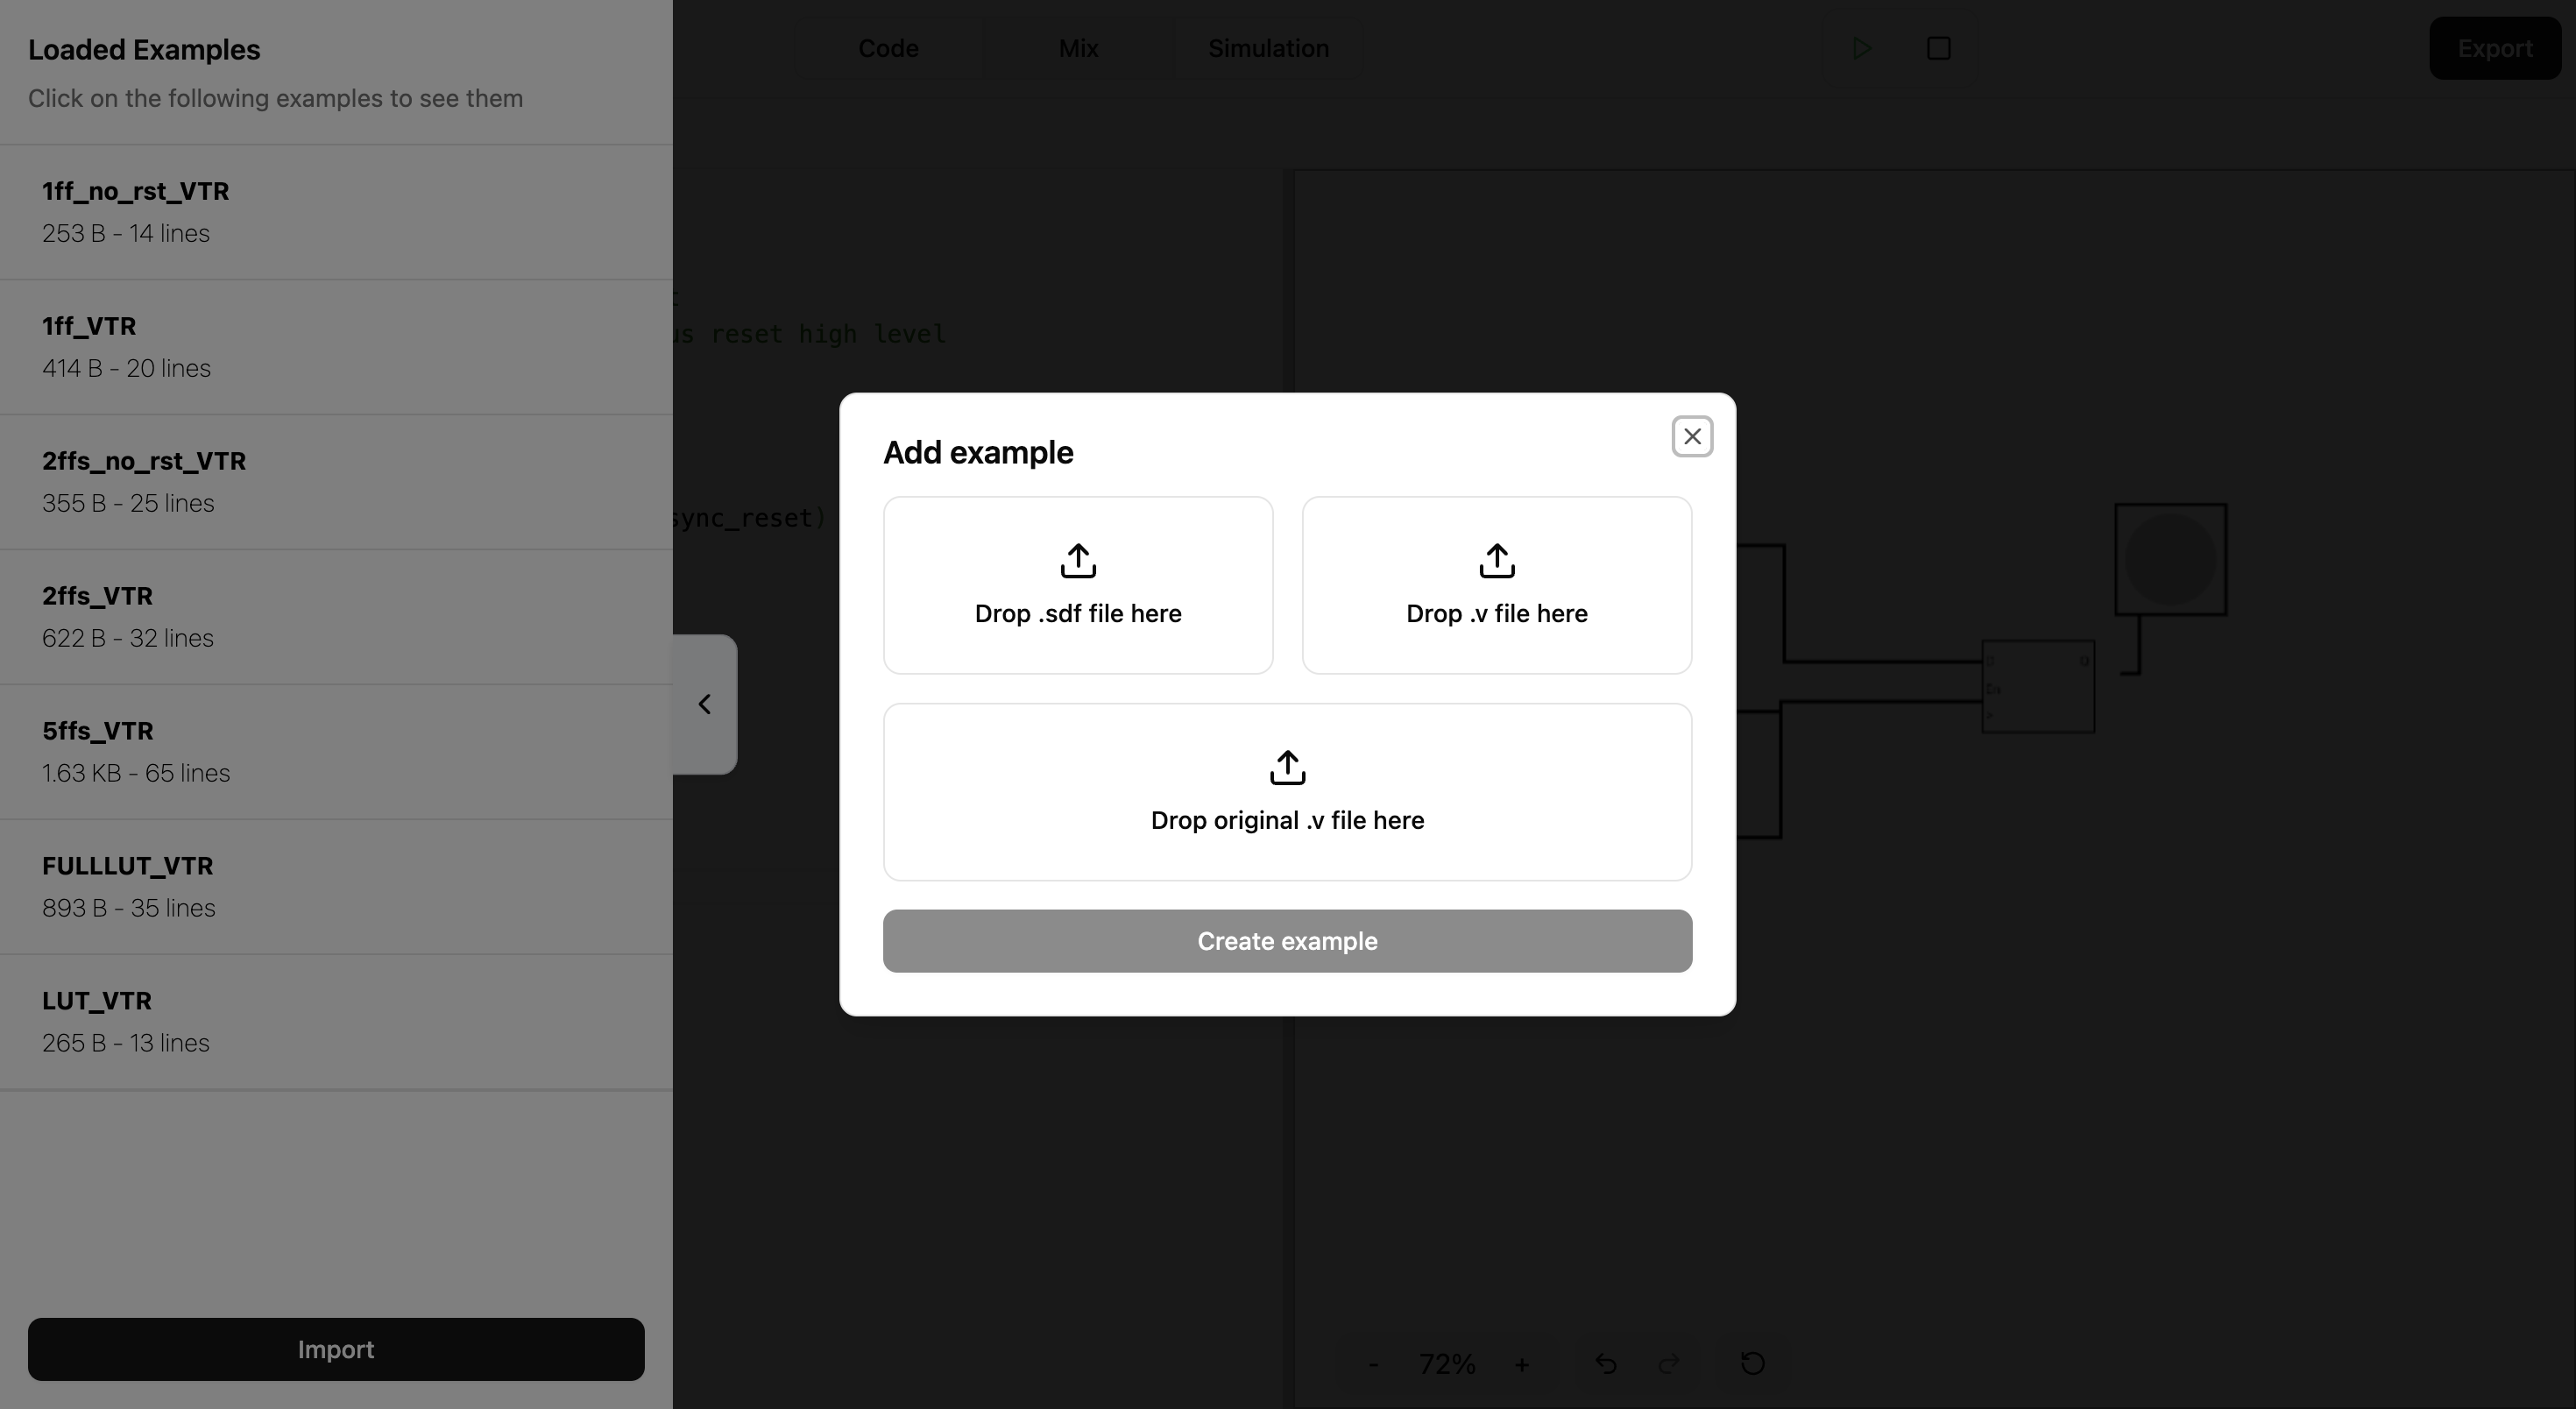 Loaded Examples
Click on the following examples to see them
1ff_no_rst_VTR
253 B - 14 lines
1ff_VTR
414 B - 20 lines
2ffs_no_rst_VTR
355 B - 25 lines
2ffs_VTR
622 B - 32 lines
5ffs_VTR
1.63 KB - 65 lines
FULLLUT_VTR
893 B - 35 lines
LUT_VTR
265 B - 13 lines
Import
Code
Mix
Simulation
Export
us reset high level
sync_reset)
Add example
Drop .sdf file here
Drop .v file here
Drop original .v file here
Create example
- 72% +